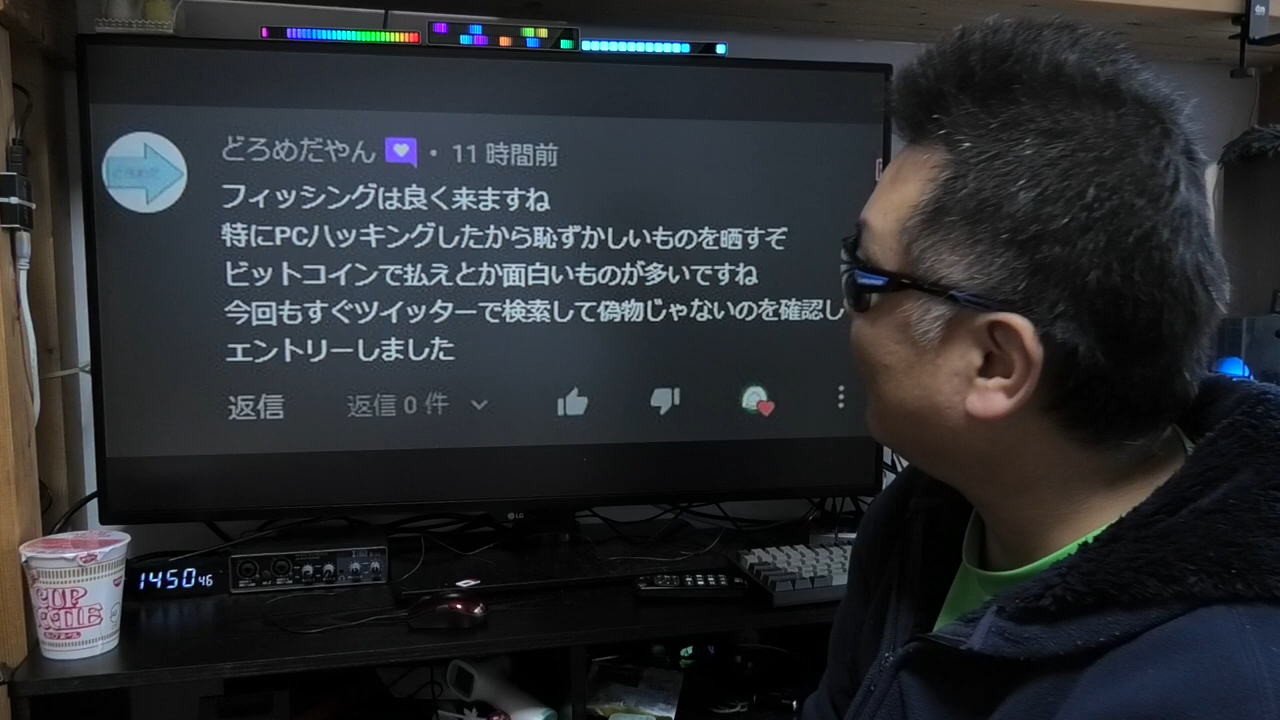 どろめだやん ・ 11 時間前
フィッシングは良く来ますね
特にPCハッキングしたから恥ずかしいものを晒すぞ
ビットコインで払えとか面白いものが多いですね
今回もすぐツイッターで検索して偽物じゃないのを確認し
エントリーしました
返信 返信 0 件
LG
1450 46
CUP